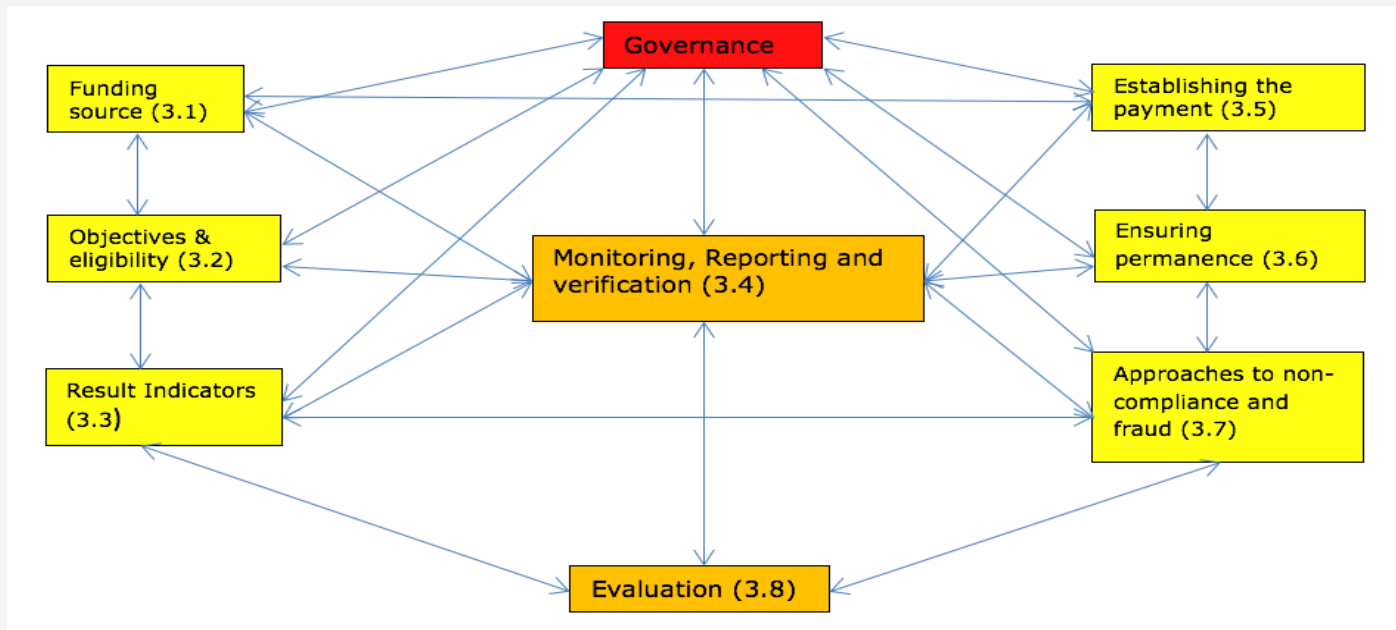 Governance
Funding
source (3.1)
Establishing the
payment (3.5)
Objectives &
eligibility (3.2)
Monitoring, Reporting and
verification (3.4)
Ensuring
permanence (3.6)
Result Indicators
(3.3)
Approaches to non-
compliance and
fraud (3.7)
Evaluation (3.8)